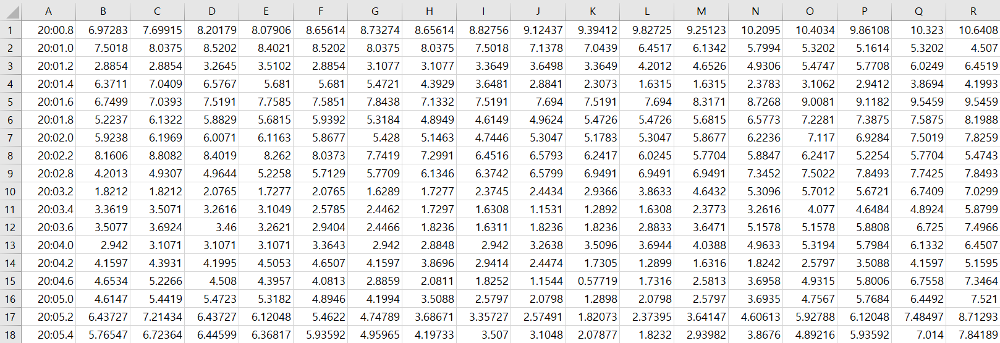 A B C D E F G H I J K L M N O P Q R
1 20:00.8 6.97283 7.69915 8.20179 8.07906 8.65614 8.73274 8.65614 8.82756 9.12437 9.39412 9.82725 9.25123 10.2095 10.4034 9.86108 10.323 10.6408
2 20:01.0 7.5018 8.0375 8.5202 8.4021 8.5202 8.0375 8.0375 7.5018 7.1378 7.0439 6.4517 6.1342 5.7994 5.3202 5.1614 5.3202 4.507
3 20:01.2 2.8854 2.8854 3.2645 3.5102 2.8854 3.1077 3.1077 3.3649 3.6498 3.3649 4.2012 4.6526 4.9306 5.4747 5.7708 6.0249 6.4519
4 20:01.4 6.3711 7.0409 6.5767 5.681 5.681 5.4721 4.3929 3.6481 2.8841 2.3073 1.6315 1.6315 2.3783 3.1062 2.9412 3.8694 4.1993
5 20:01.6 6.7499 7.0393 7.5191 7.7585 7.5851 7.8438 7.1332 7.5191 7.694 7.5191 7.694 8.3171 8.7268 9.0081 9.1182 9.5459 9.5459
6 20:01.8 5.2237 6.1322 5.8829 5.6815 5.9392 5.3184 4.8949 4.6149 4.9624 5.4726 5.4726 5.6815 6.5773 7.2281 7.3875 7.5875 8.1988
7 20:02.0 5.9238 6.1969 6.0071 6.1163 5.8677 5.428 5.1463 4.7446 5.3047 5.1783 5.3047 5.8677 6.2236 7.117 6.9284 7.5019 7.8259
8 20:02.2 8.1606 8.8082 8.4019 8.262 8.0373 7.7419 7.2991 6.4516 6.5793 6.2417 6.0245 5.7704 5.8847 6.2417 5.2254 5.7704 5.4743
9 20:02.8 4.2013 4.9307 4.9644 5.2258 5.7129 5.7709 6.1346 6.3742 6.5799 6.9491 6.9491 6.9491 7.3452 7.5022 7.8493 7.7425 7.8493
10 20:03.2 1.8212 1.8212 2.0765 1.7277 2.0765 1.6289 1.7277 2.3745 2.4434 2.9366 3.8633 4.6432 5.3096 5.7012 5.6721 6.7409 7.0299
11 20:03.4 3.3619 3.5071 3.2616 3.1049 2.5785 2.4462 1.7297 1.6308 1.1531 1.2892 1.6308 2.3773 3.2616 4.077 4.6484 4.8924 5.8799
12 20:03.6 3.5077 3.6924 3.46 3.2621 2.9404 2.4466 1.8236 1.6311 1.8236 1.8236 2.8833 3.6471 5.1578 5.1578 5.8808 6.725 7.4966
13 20:04.0 2.942 3.1071 3.1071 3.1071 3.3643 2.942 2.8848 2.942 3.2638 3.5096 3.6944 4.0388 4.9633 5.3194 5.7984 6.1332 6.4507
14 20:04.2 4.1597 4.3931 4.1995 4.5053 4.6507 4.1597 3.8696 2.9414 2.4474 1.7305 1.2899 1.6316 1.8242 2.5797 3.5088 4.1597 5.1595
15 20:04.6 4.6534 5.2266 4.508 4.3957 4.0813 2.8859 2.0811 1.8252 1.1544 0.57719 1.7316 2.5813 3.6958 4.9315 5.8006 6.7558 7.3464
16 20:05.0 4.6147 5.4419 5.4723 5.3182 4.8946 4.1994 3.5088 2.5797 2.0798 1.2898 2.0798 2.5797 3.6935 4.7567 5.7684 6.4492 7.521
17 20:05.2 6.43727 7.21434 6.43727 6.12048 5.4622 4.74789 3.68671 3.35727 2.57491 1.82073 2.37395 3.64147 4.60613 5.92788 6.12048 7.48497 8.71293
18 20:05.4 5.76547 6.72364 6.44599 6.36817 5.93592 4.95965 4.19733 3.507 3.1048 2.07877 1.8232 2.93982 3.8676 4.89216 5.93592 7.014 7.84189